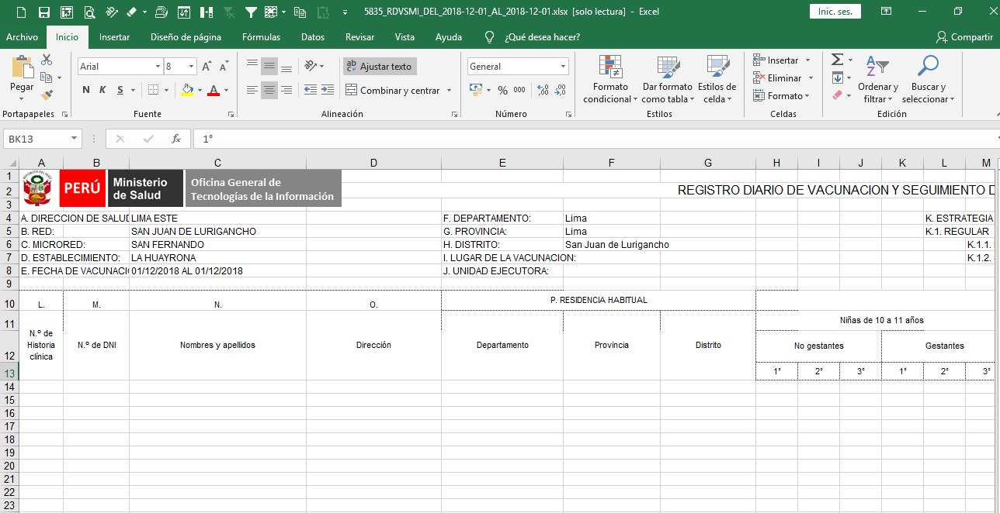 5835_RDVSMI_DEL_2018-12-01_AL_2018-12-01.xlsx [solo lectura] - Excel
Inic. ses.
Archivo Inicio Insertar Diseño de página Fórmulas Datos Revisar Vista Ayuda ¿Qué desea hacer? Compartir
Pegar
Portapapeles
Arial 8 A A
N K S A
Fuente
ab Ajustar texto
Combinar y centrar
Alineación
General
% 000
Número
Formato condicional
Dar formato como tabla
Estilos de celda
Estilos
Insertar
Eliminar
Formato
Celdas
Ordenar y filtrar
Buscar y seleccionar
Edición
BK13 fx 1°
A B C D E F G H I J K L M
1
PERÚ Ministerio de Salud Oficina General de Tecnologías de la Información
2 REGISTRO DIARIO DE VACUNACION Y SEGUIMIENTO D
3
4 A. DIRECCION DE SALUD LIMA ESTE F. DEPARTAMENTO: Lima K. ESTRATEGIA
5 B. RED: SAN JUAN DE LURIGANCHO G. PROVINCIA: Lima K.1. REGULAR
6 C. MICRORED: SAN FERNANDO H. DISTRITO: San Juan de Lurigancho K.1.1.
7 D. ESTABLECIMIENTO: LA HUAYRONA I. LUGAR DE LA VACUNACION: K.1.2.
8 E. FECHA DE VACUNACI 01/12/2018 AL 01/12/2018 J. UNIDAD EJECUTORA:
9
10 L. M. N. O. P. RESIDENCIA HABITUAL
11 Niñas de 10 a 11 años
12 N.º de Historia clínica N.º de DNI Nombres y apellidos Dirección Departamento Provincia Distrito No gestantes Gestantes
13 1° 2° 3° 1° 2° 3°
14
15
16
17
18
19
20
21
22
23